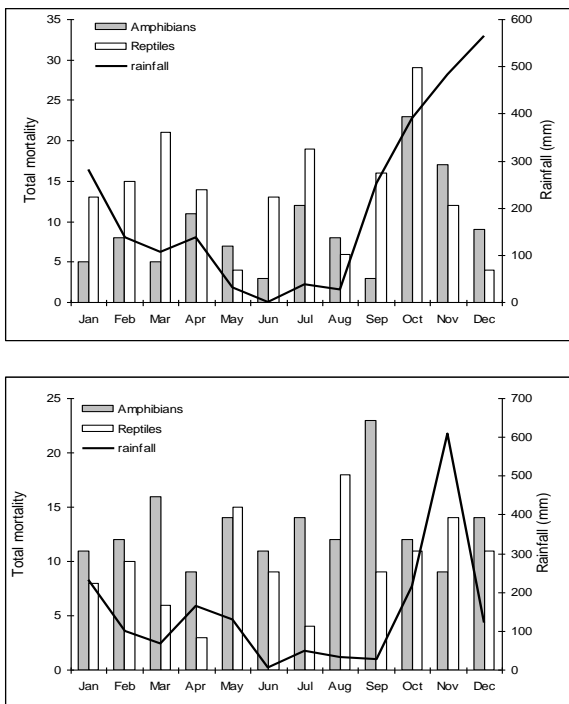 35
30
25
20
15
10
5
0
Total mortality
Amphibians
Reptiles
rainfall
600
500
400
300
200
100
0
Rainfall (mm)
Jan Feb Mar Apr May Jun Jul Aug Sep Oct Nov Dec
25
20
15
10
5
0
Total mortality
Amphibians
Reptiles
rainfall
700
600
500
400
300
200
100
0
Rainfall (mm)
Jan Feb Mar Apr May Jun Jul Aug Sep Oct Nov Dec